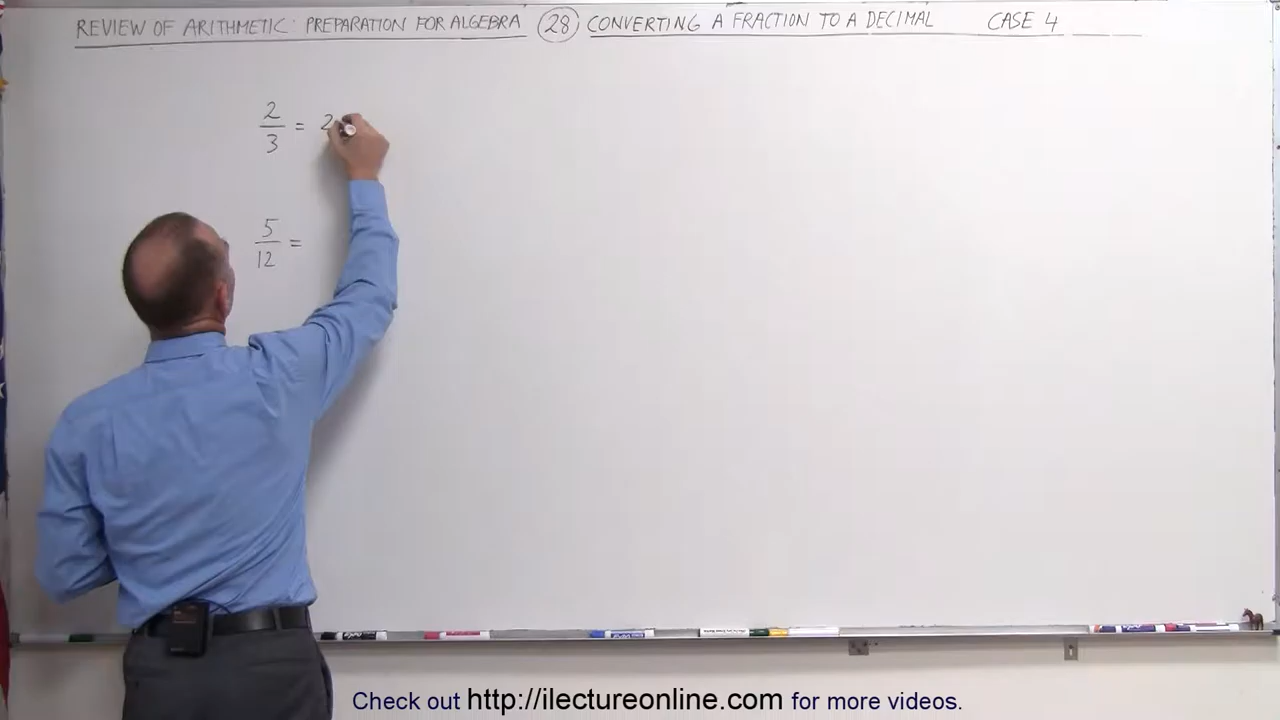 REVIEW OF ARITHMETIC: PREPARATION FOR ALGEBRA 28 CONVERTING A FRACTION TO A DECIMAL CASE 4
2/3 = 2
5/12 =
Check out http://ilectureonline.com for more videos.